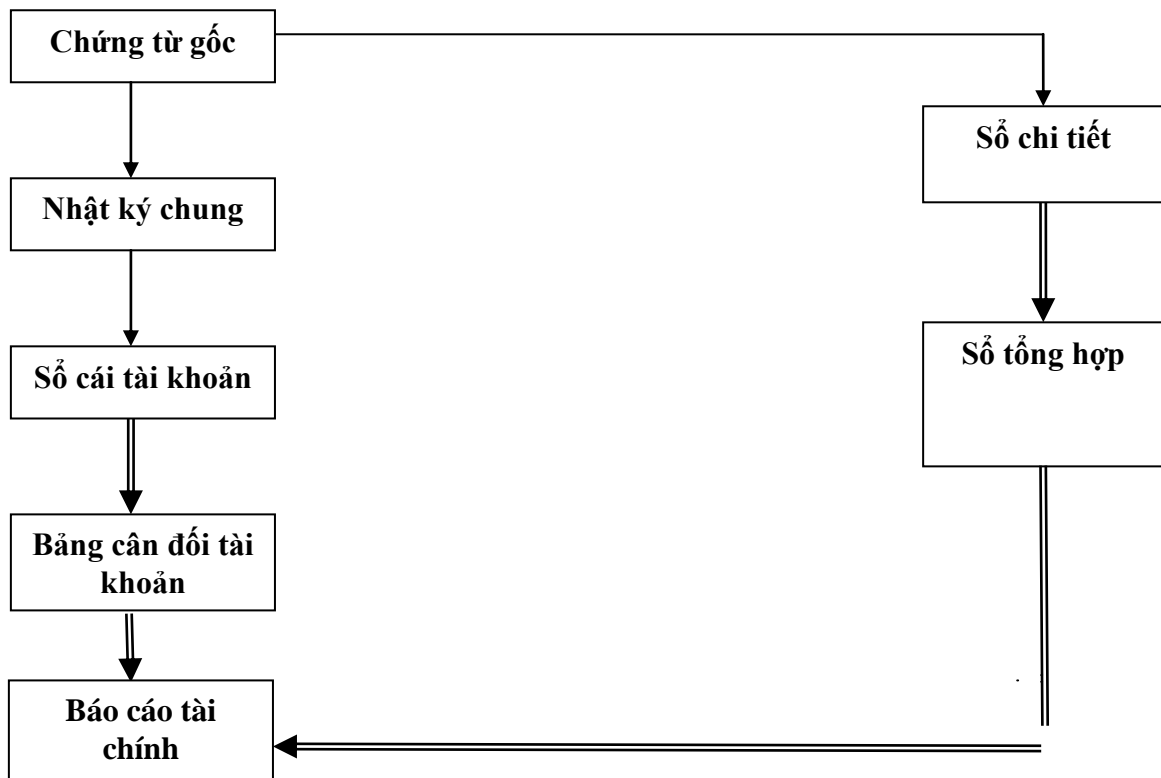 Chứng từ gốc
Sổ chi tiết
Nhật ký chung
Sổ cái tài khoản
Sổ tổng hợp
Bảng cân đối tài
khoản
Báo cáo tài
chính